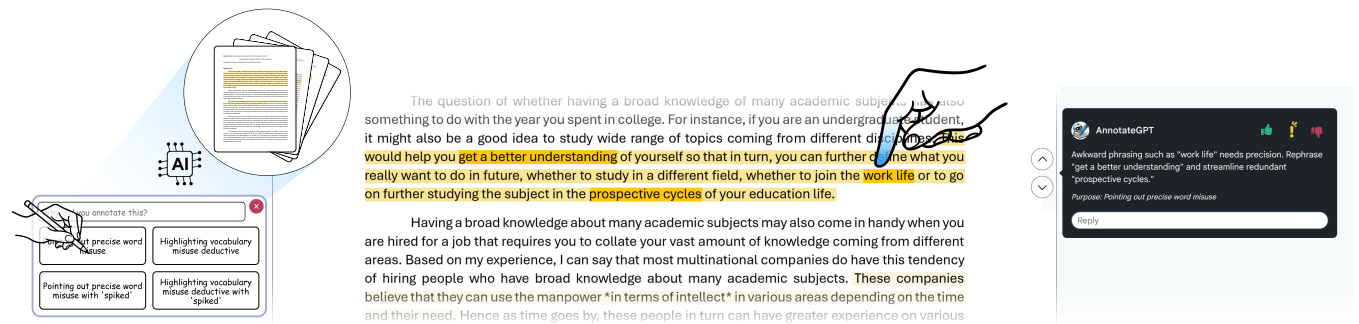 AI
you annotate this?
out precise word
misuse
Highlighting vocabulary
misuse deductive
Pointing out precise word
misuse with 'spiked'
Highlighting vocabulary
misuse deductive with
'spiked'
The question of whether having a broad knowledge of many academic subjects has also
something to do with the year you spent in college. For instance, if you are an undergraduate student,
it might also be a good idea to study wide range of topics coming from different disciplines. This
would help you get a better understanding of yourself so that in turn, you can further define what you
really want to do in future, whether to study in a different field, whether to join the work life or to go
on further studying the subject in the prospective cycles of your education life.
Having a broad knowledge about many academic subjects may also come in handy when you
are hired for a job that requires you to collate your vast amount of knowledge coming from different
areas. Based on my experience, I can say that most multinational companies do have this tendency
of hiring people who have broad knowledge about many academic subjects. These companies
believe that they can use the manpower *in terms of intellect* in various areas depending on the time
and their need. Hence as time goes by, these people in turn can have greater experience on various
AnnotateGPT
Awkward phrasing such as "work life" needs precision. Rephrase
"get a better understanding" and streamline redundant
"prospective cycles."
Purpose: Pointing out precise word misuse
Reply